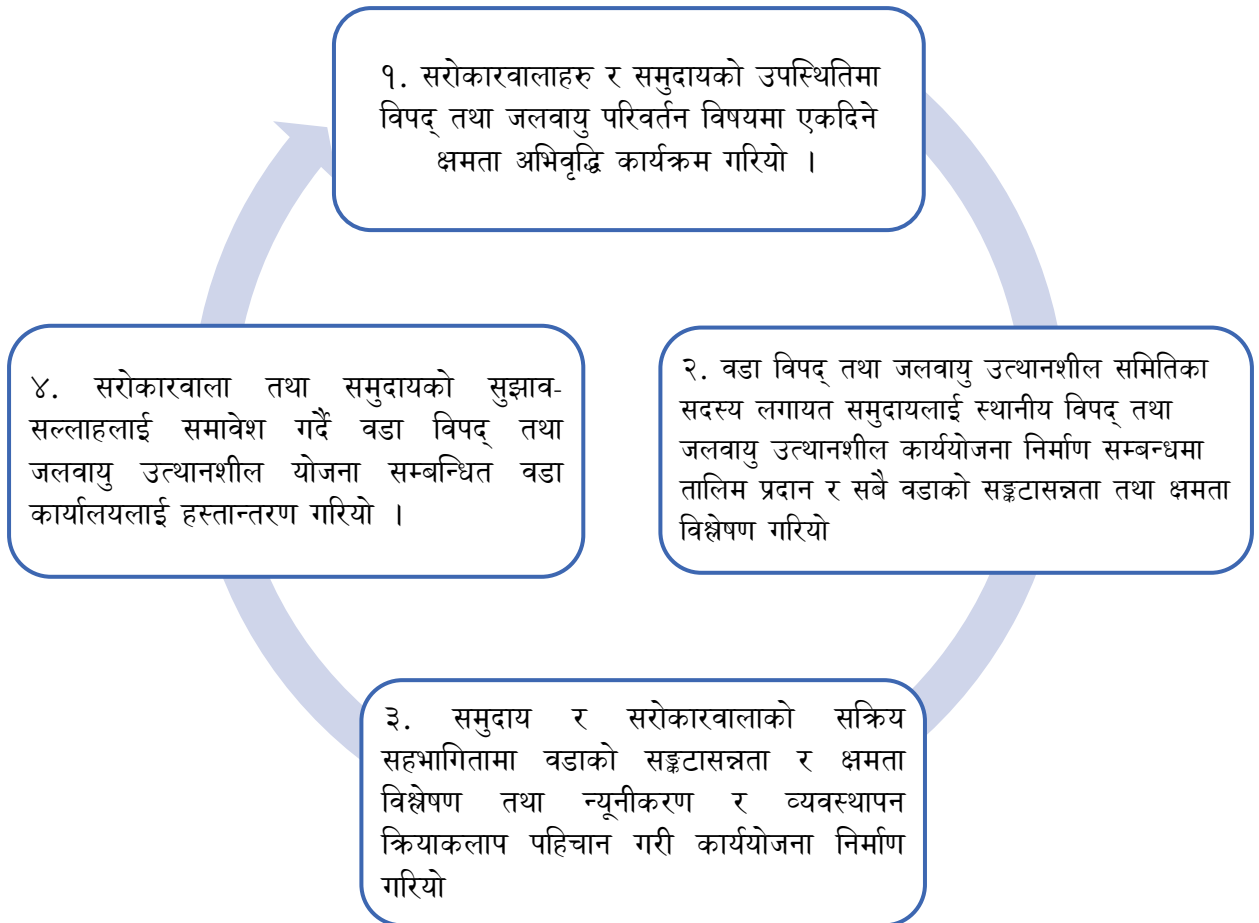 १. सरोकारवालाहरु र समुदायको उपस्थितिमा
विपद् तथा जलवायु परिवर्तन विषयमा एकदिने
क्षमता अभिवृद्धि कार्यक्रम गरियो ।
२. वडा विपद् तथा जलवायु उत्थानशील समितिका
सदस्य लगायत समुदायलाई स्थानीय विपद् तथा
जलवायु उत्थानशील कार्ययोजना निर्माण सम्बन्धमा
तालिम प्रदान र सबै वडाको सङ्कटासन्नता तथा क्षमता
विश्लेषण गरियो
३. समुदाय र सरोकारवालाको सक्रिय
सहभागितामा वडाको सङ्कटासन्नता र क्षमता
विश्लेषण तथा न्यूनीकरण र व्यवस्थापन
क्रियाकलाप पहिचान गरी कार्ययोजना निर्माण
गरियो
४. सरोकारवाला तथा समुदायको सुझाव-
सल्लाहलाई समावेश गर्दै वडा विपद् तथा
जलवायु उत्थानशील योजना सम्बन्धित वडा
कार्यालयलाई हस्तान्तरण गरियो ।